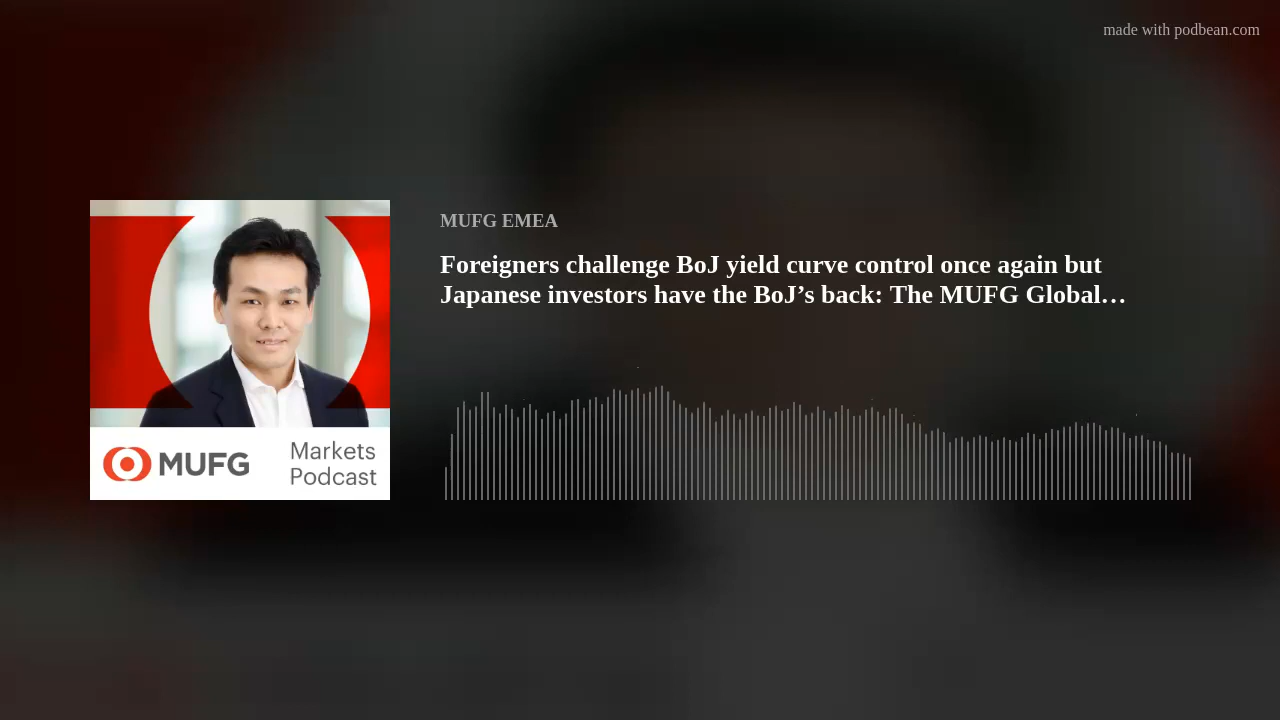 made with podbean.com
MUFG EMEA
Foreigners challenge BoJ yield curve control once again but
Japanese investors have the BoJ’s back: The MUFG Global…
MUFG
Markets
Podcast